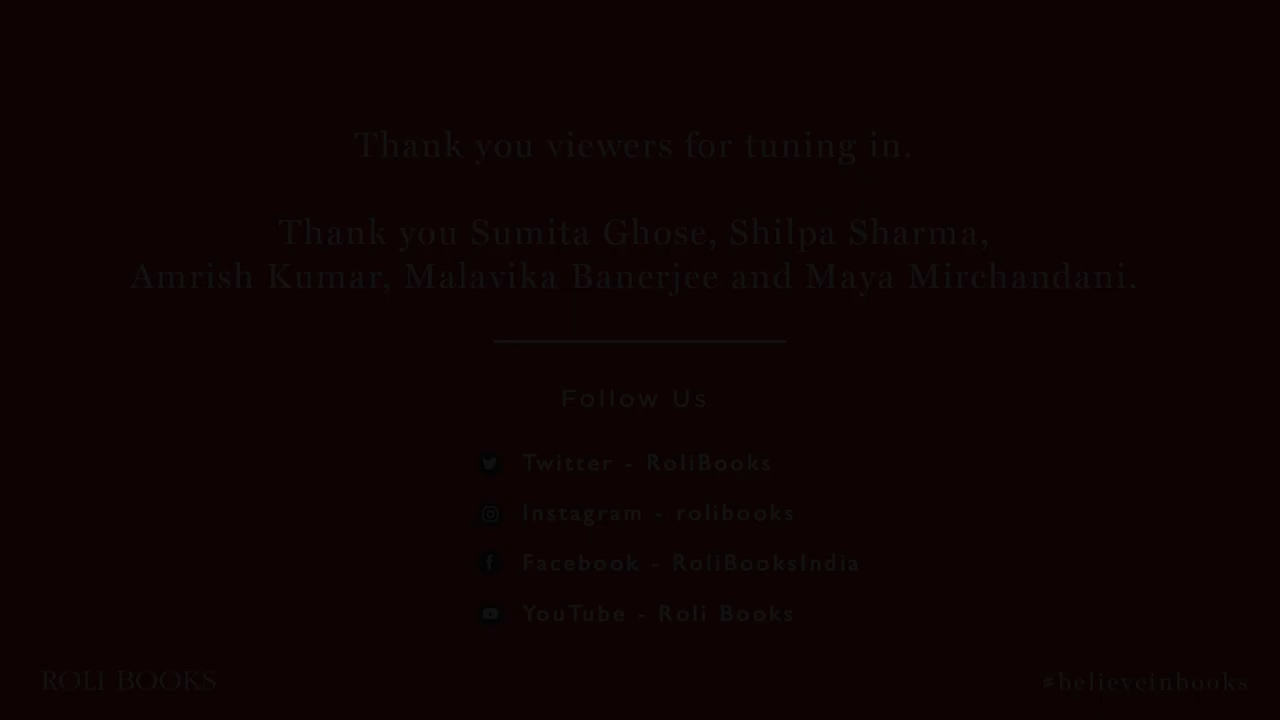 Thank you viewers for tuning in.
Thank you Sumita Ghose, Shilpa Sharma,
Amrish Kumar, Malavika Banerjee and Maya Mirchandani.
Follow Us
Twitter - RoliBooks
Instagram - rolibooks
Facebook - RoliBooksIndia
YouTube - Roli Books
ROLI BOOKS
#believeinbooks